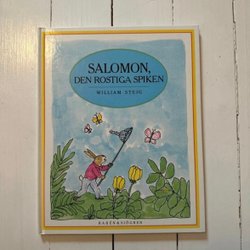 SALOMON,
DEN ROSTIGA SPIKEN
WILLIAM STEIG
RABÉN & SJÖGREN